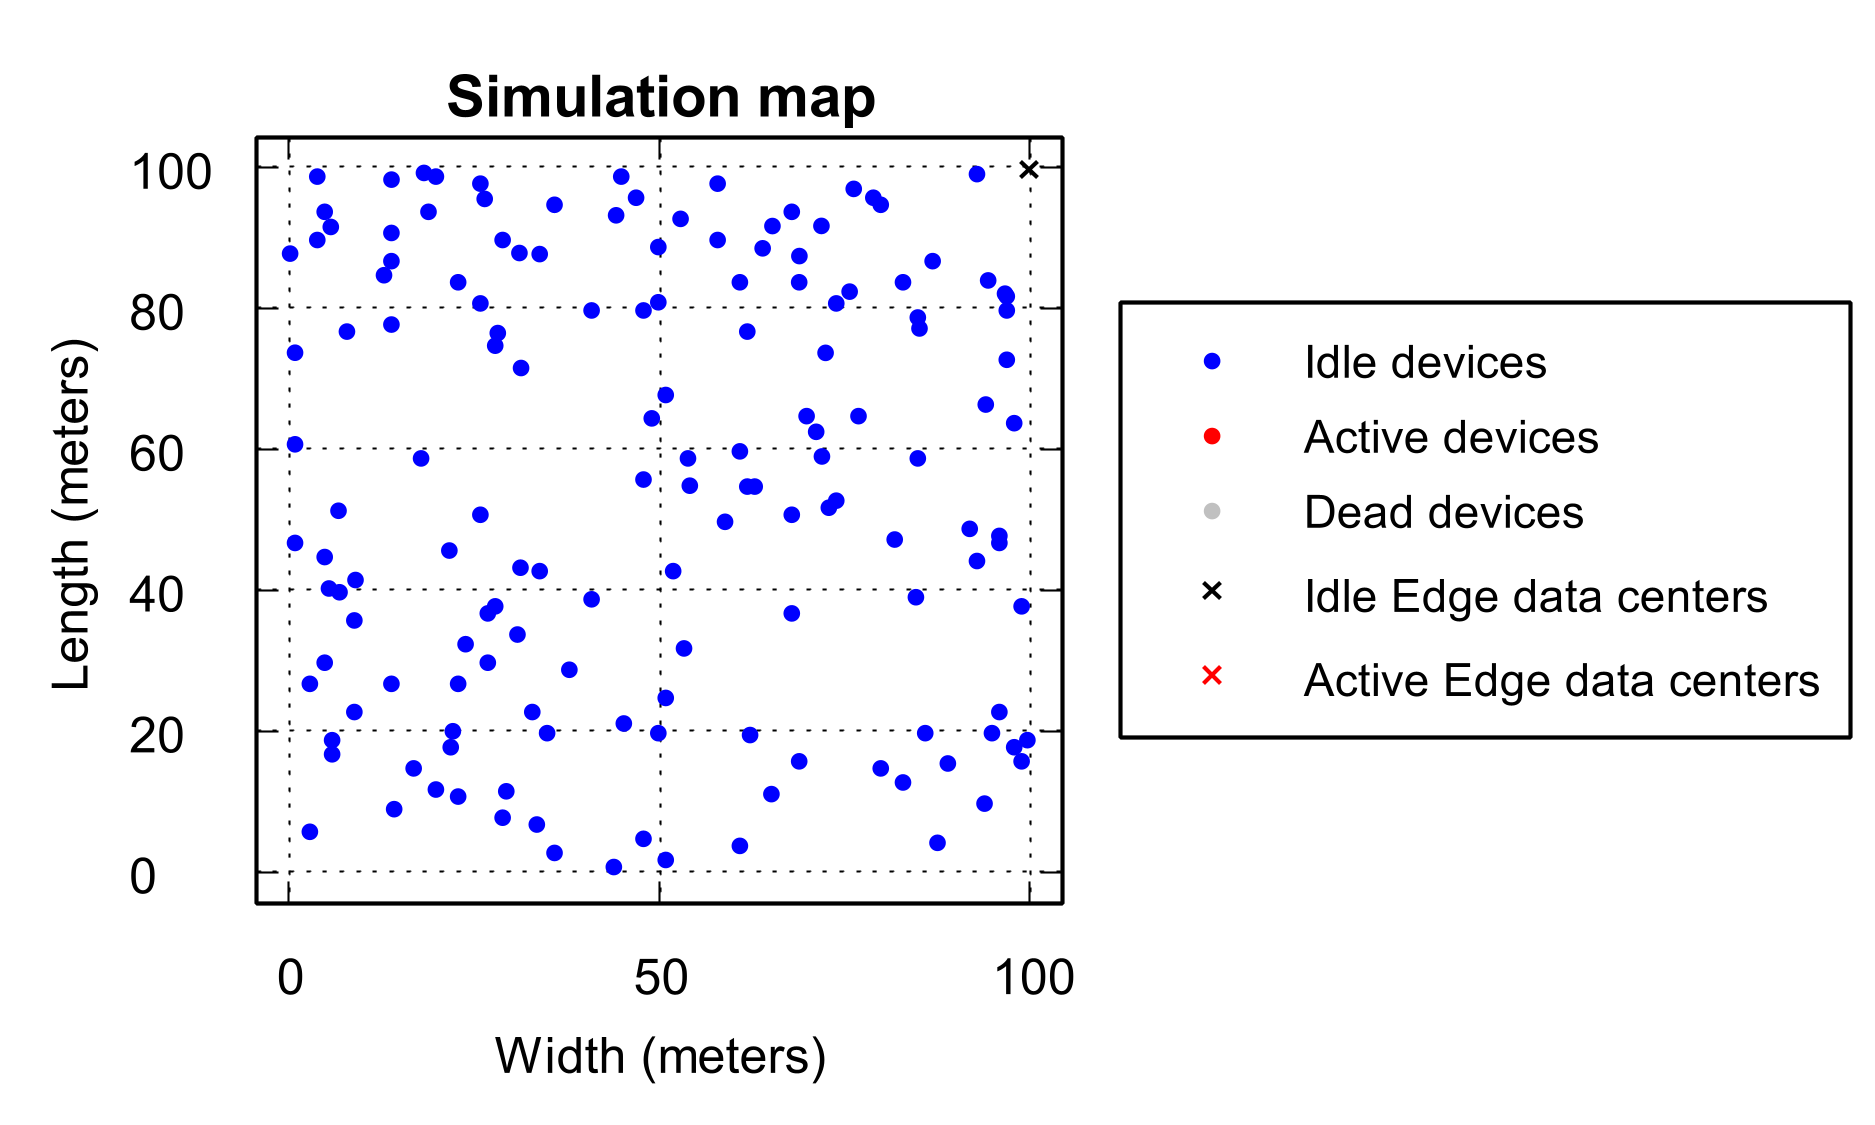 Simulation map
100
80
60
40
20
0
Length (meters)
0 50 100
Width (meters)
Idle devices
Active devices
Dead devices
Idle Edge data centers
Active Edge data centers